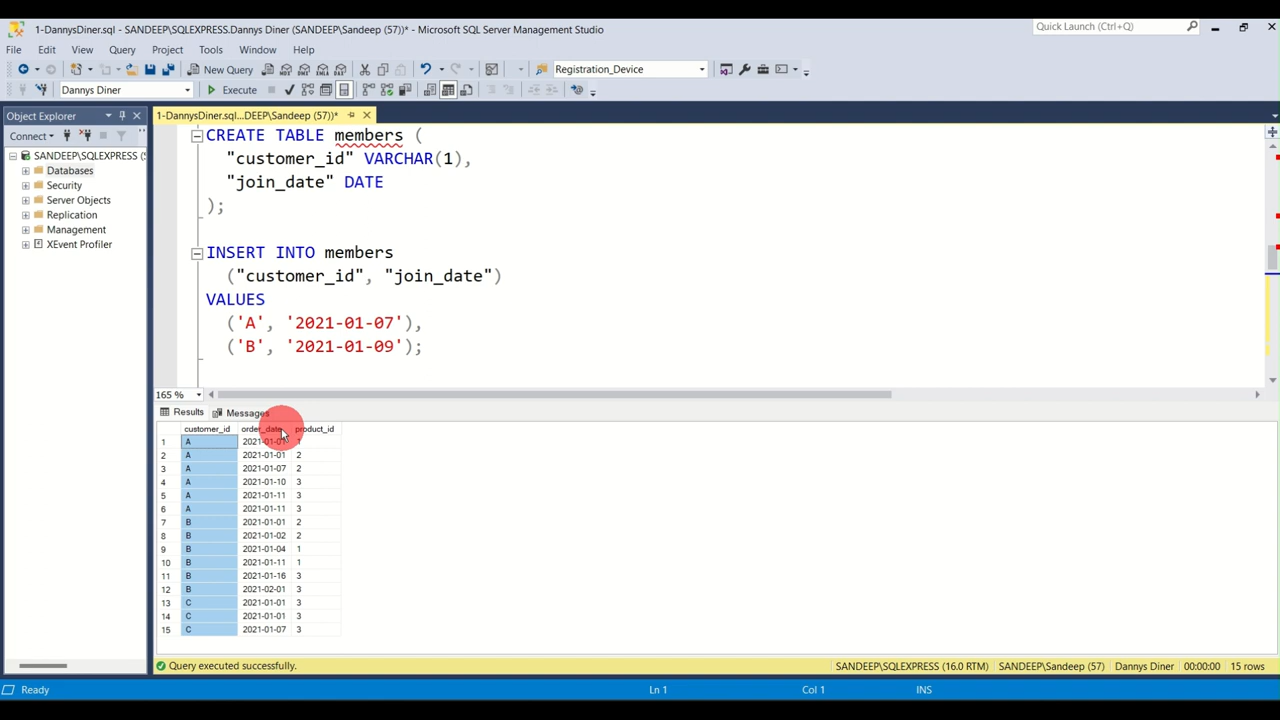 1-DannysDiner.sql - SANDEEP\SQLEXPRESS.Dannys Diner (SANDEEP\Sandeep (57))* - Microsoft SQL Server Management Studio
Quick Launch (Ctrl+Q)
File Edit View Query Project Tools Window Help
New Query
Registration_Device
Dannys Diner
Execute
Object Explorer
1-DannysDiner.sql...DEEP\Sandeep (57))*
Connect
SANDEEP\SQLEXPRESS (
Databases
Security
Server Objects
Replication
Management
XEvent Profiler
CREATE TABLE members (
"customer_id" VARCHAR(1),
"join_date" DATE
);
INSERT INTO members
("customer_id", "join_date")
VALUES
('A', '2021-01-07'),
('B', '2021-01-09');
165 %
Results Messages
customer_id order_date product_id
1 A 2021-01-01 1
2 A 2021-01-01 2
3 A 2021-01-07 2
4 A 2021-01-10 3
5 A 2021-01-11 3
6 A 2021-01-11 3
7 B 2021-01-01 2
8 B 2021-01-02 2
9 B 2021-01-04 1
10 B 2021-01-11 1
11 B 2021-01-16 3
12 B 2021-02-01 3
13 C 2021-01-01 3
14 C 2021-01-01 3
15 C 2021-01-07 3
Query executed successfully.
SANDEEP\SQLEXPRESS (16.0 RTM) SANDEEP\Sandeep (57) Dannys Diner 00:00:00 15 rows
Ready
Ln 1
Col 1
INS